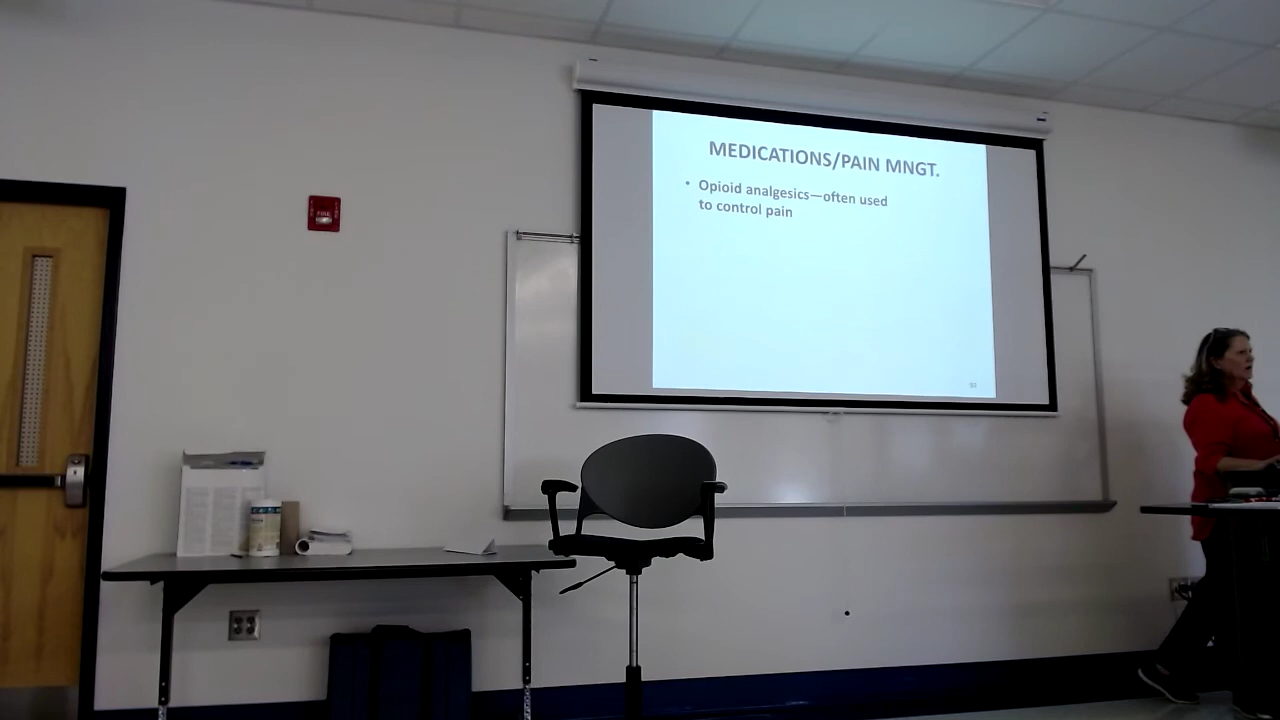 MEDICATIONS/PAIN MNGT.
• Opioid analgesics—often used
to control pain